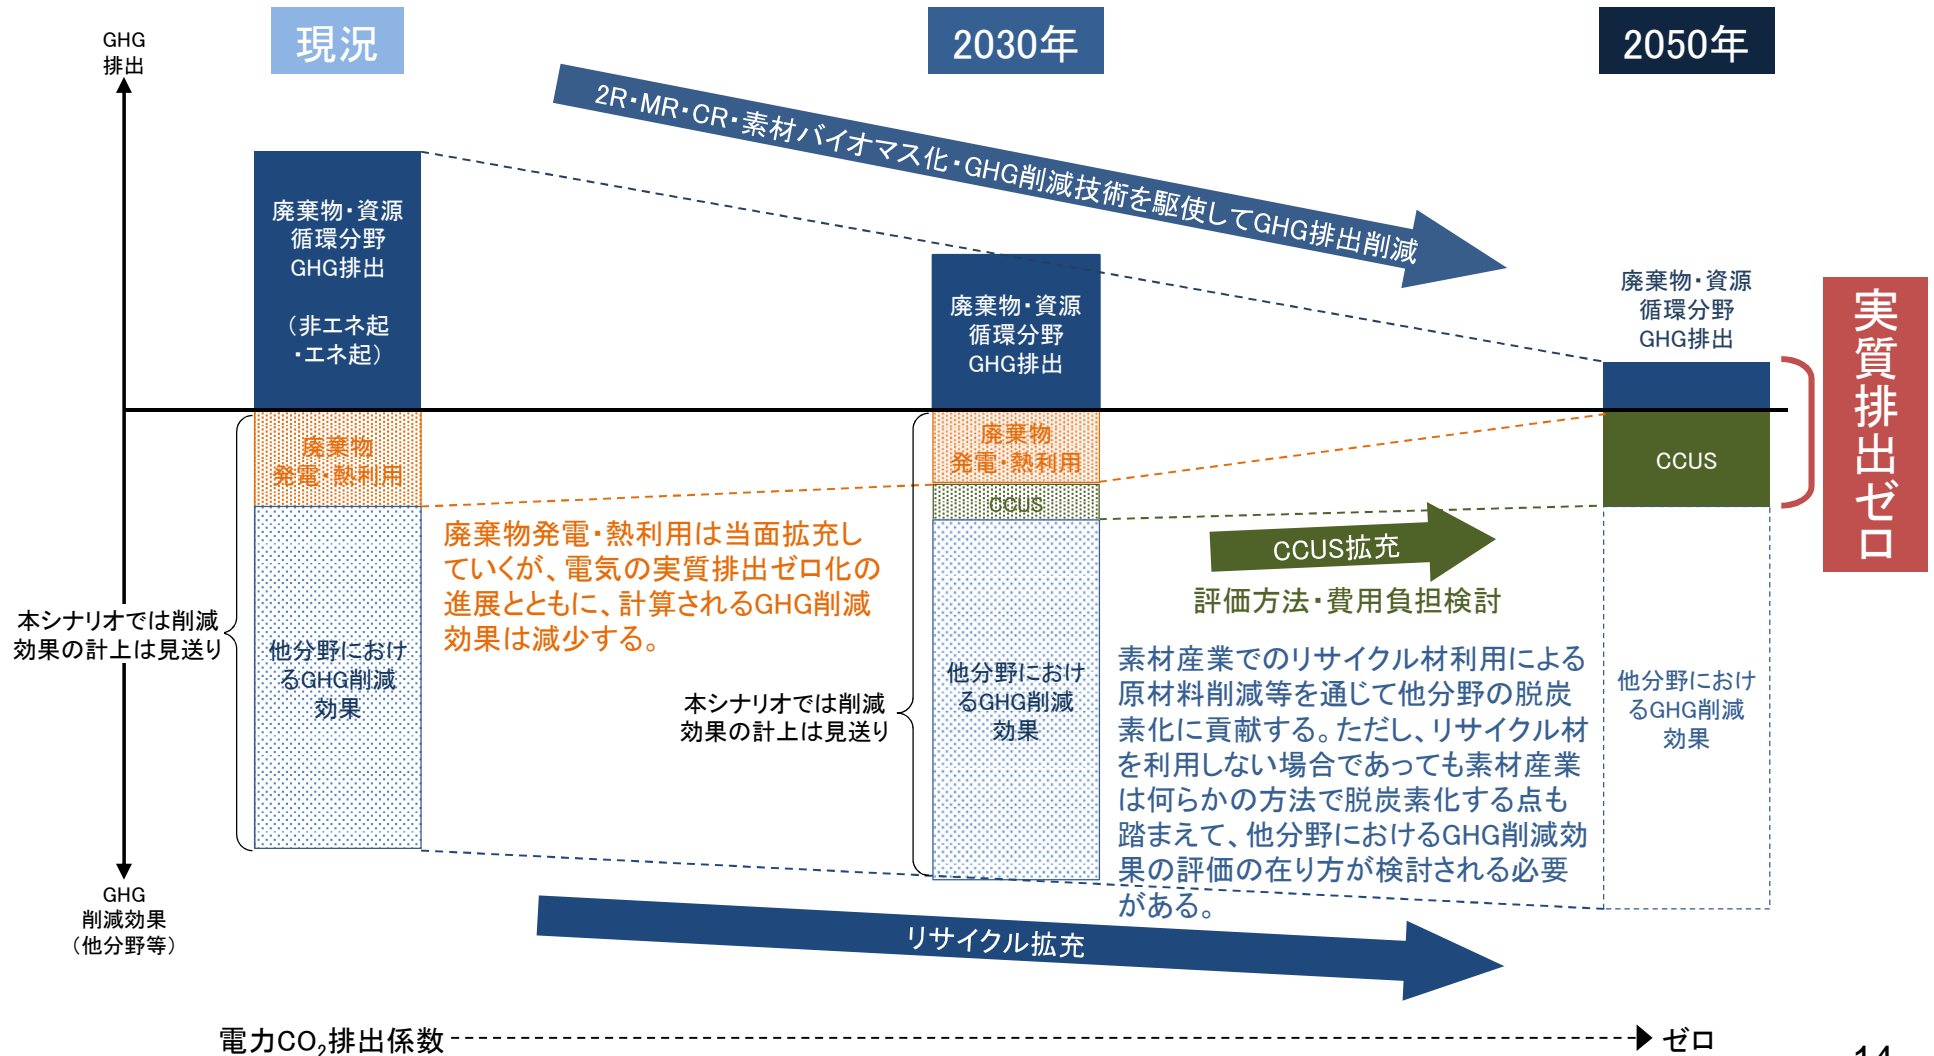 GHG
排出
現況
2030年
2050年
2R・MR・CR・素材バイオマス化・GHG削減技術を駆使してGHG排出削減
廃棄物・資源
循環分野
GHG排出
（非エネ起
・エネ起）
廃棄物・資源
循環分野
GHG排出
廃棄物・資源
循環分野
GHG排出
実質排出ゼロ
廃棄物
発電・熱利用
廃棄物
発電・熱利用
CCUS
CCUS
廃棄物発電・熱利用は当面拡充し
ていくが、電気の実質排出ゼロ化の
進展とともに、計算されるGHG削減
効果は減少する。
CCUS拡充
評価方法・費用負担検討
本シナリオでは削減
効果の計上は見送り
他分野におけ
るGHG削減
効果
本シナリオでは削減
効果の計上は見送り
他分野におけ
るGHG削減
効果
素材産業でのリサイクル材利用による
原材料削減等を通じて他分野の脱炭
素化に貢献する。ただし、リサイクル材
を利用しない場合であっても素材産業
は何らかの方法で脱炭素化する点も
踏まえて、他分野におけるGHG削減効
果の評価の在り方が検討される必要
がある。
他分野におけ
るGHG削減
効果
GHG
削減効果
（他分野等）
リサイクル拡充
電力CO₂排出係数
ゼロ
14